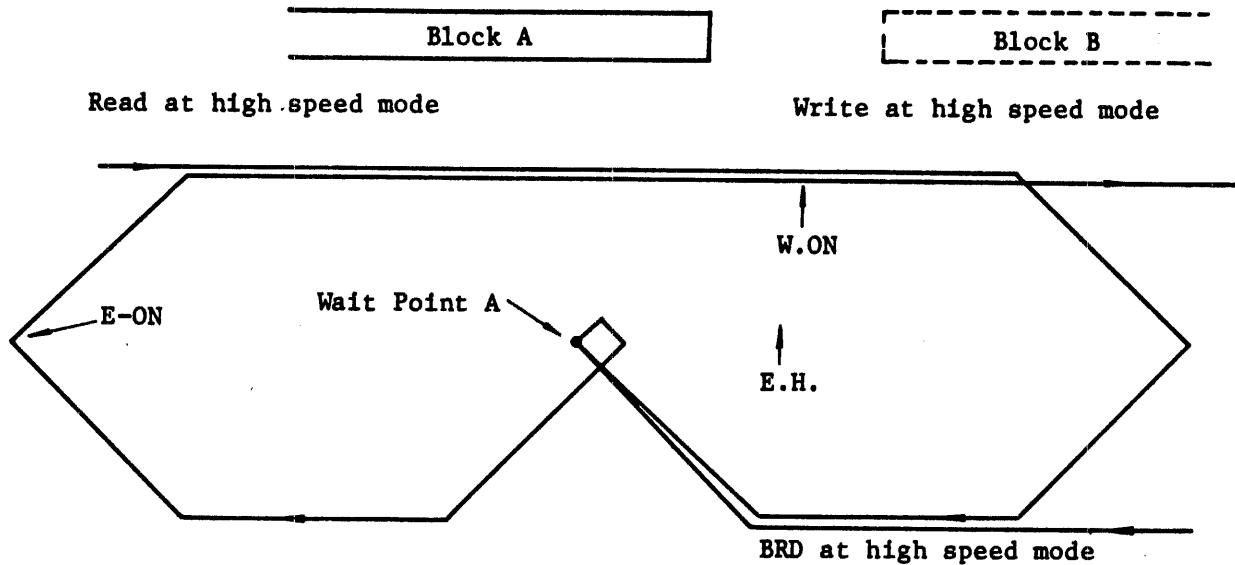 Block A
Block B
Read at high speed mode
Write at high speed mode
W.ON
E-ON
Wait Point A
E.H.
BRD at high speed mode